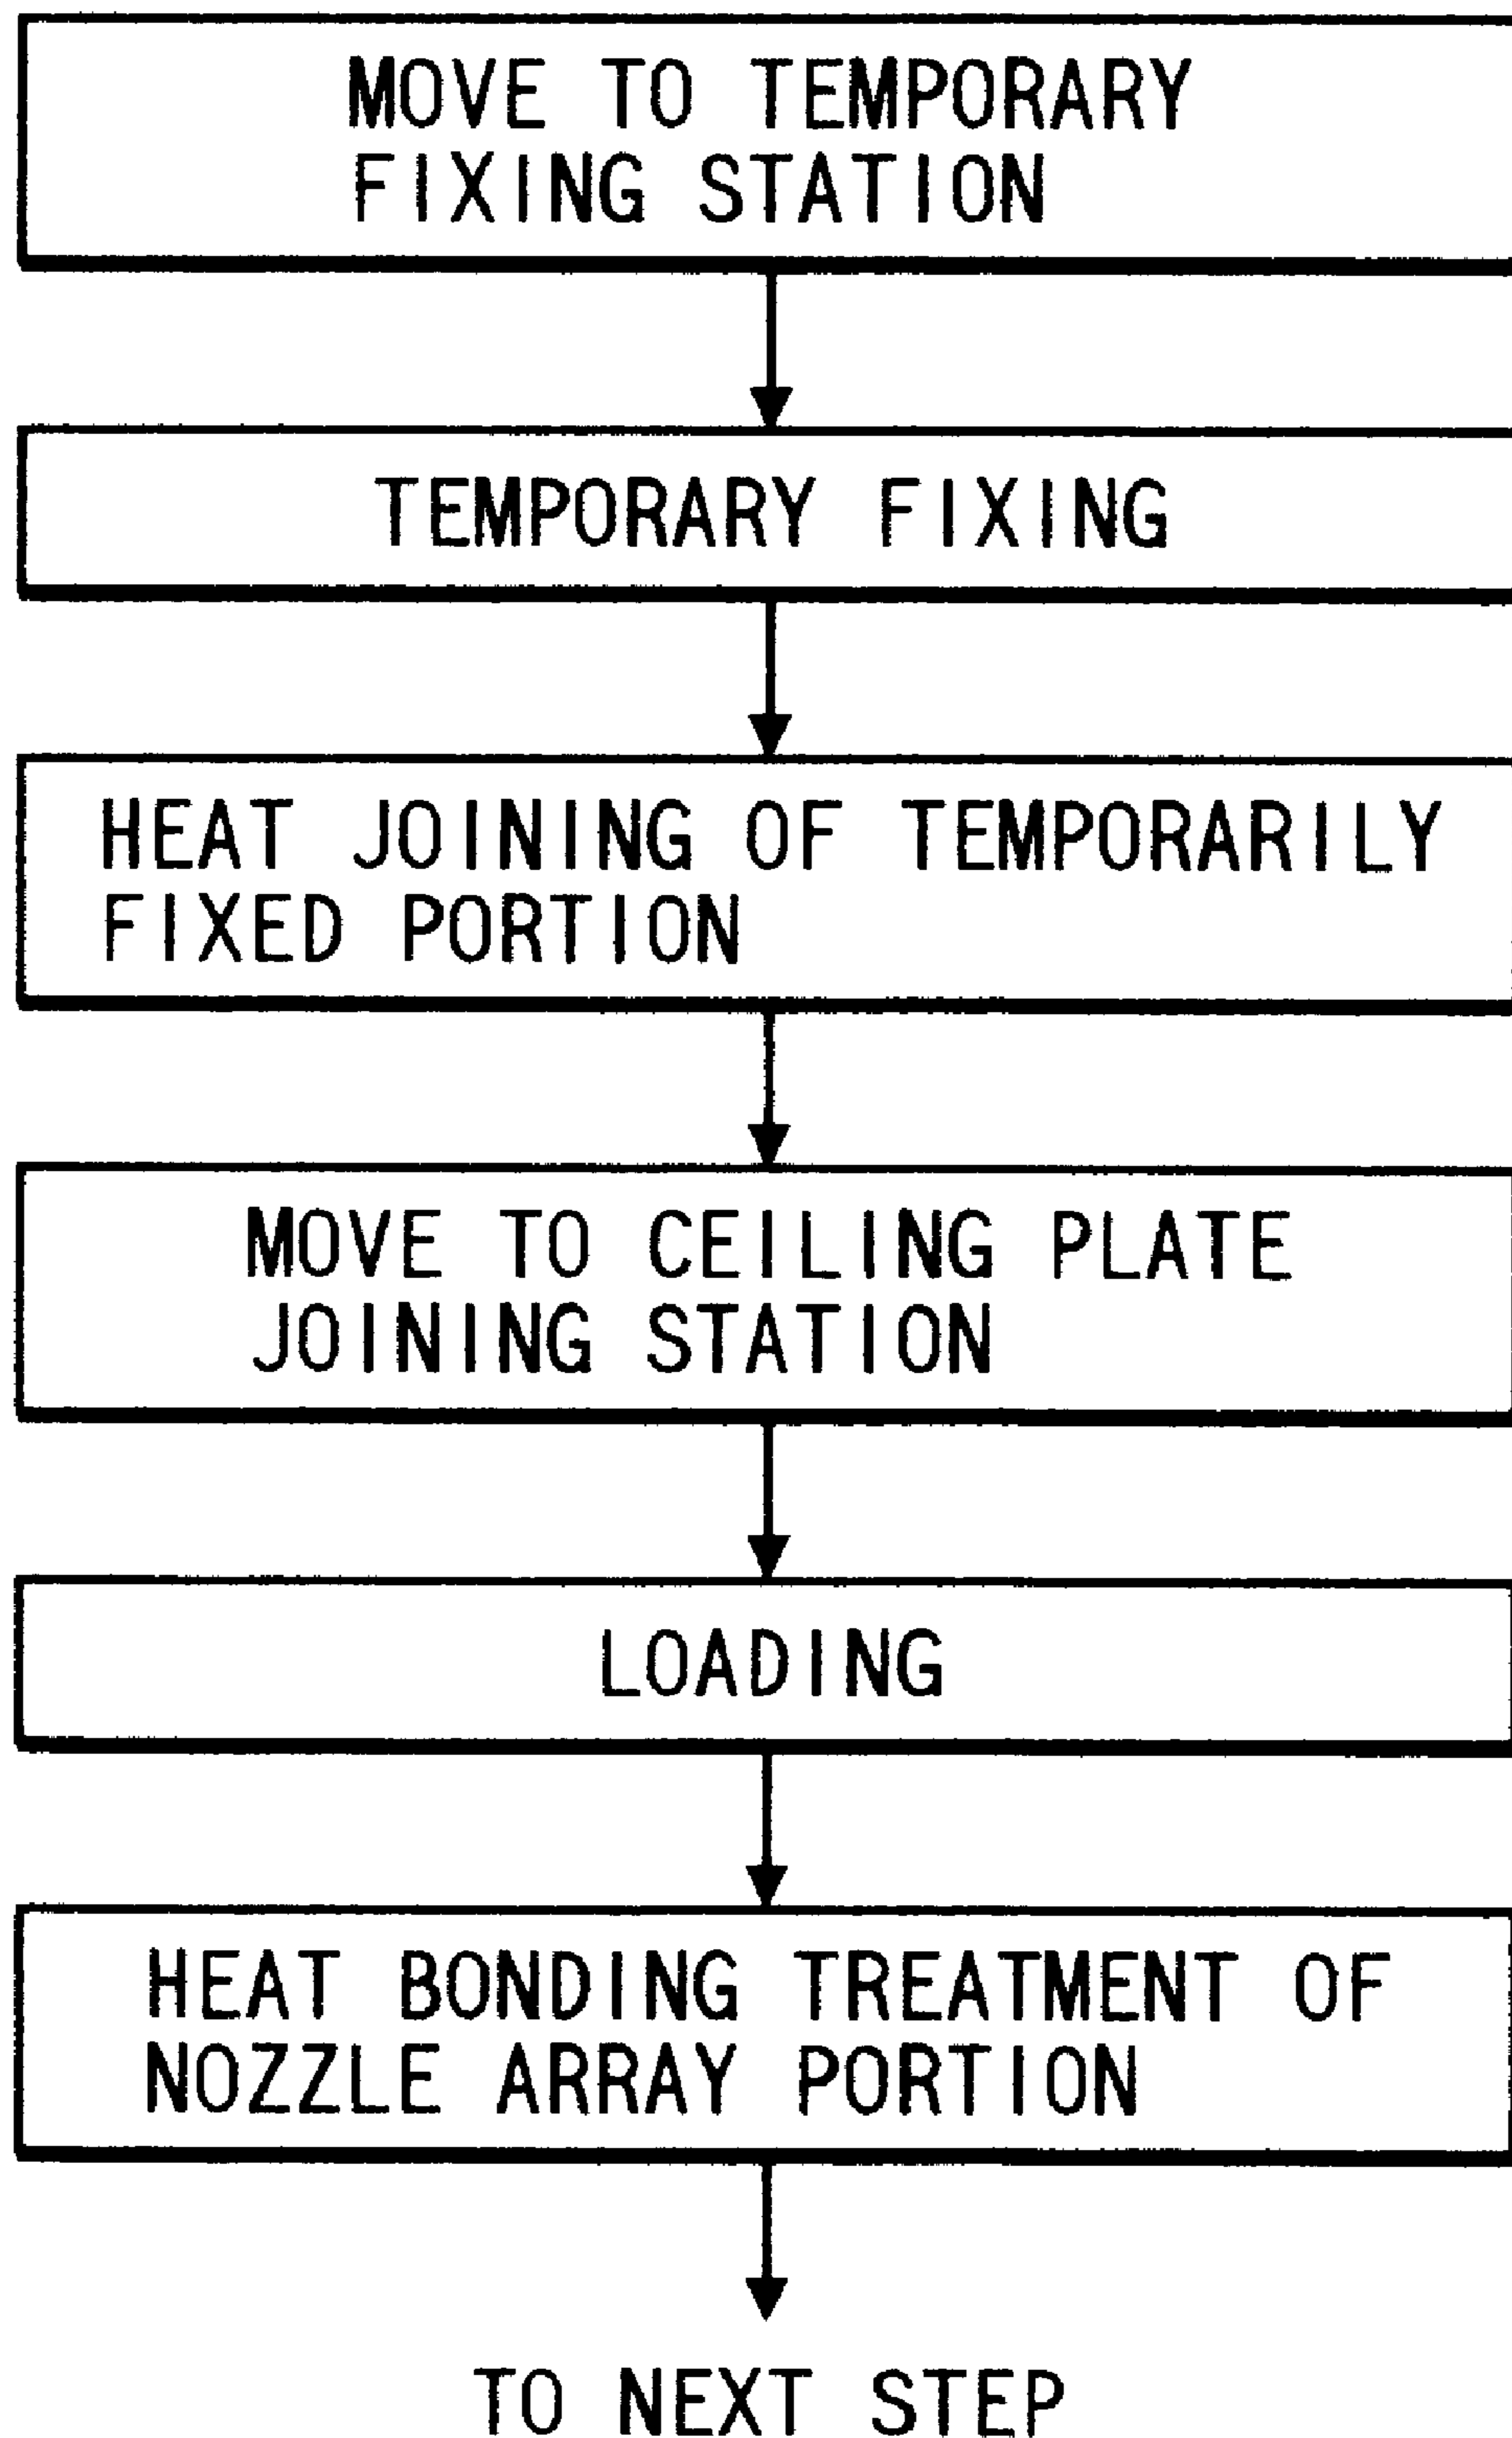 MOVE TO TEMPORARY
FIXING STATION
TEMPORARY FIXING
HEAT JOINING OF TEMPORARILY
FIXED PORTION
MOVE TO CEILING PLATE
JOINING STATION
LOADING
HEAT BONDING TREATMENT OF
NOZZLE ARRAY PORTION
TO NEXT STEP